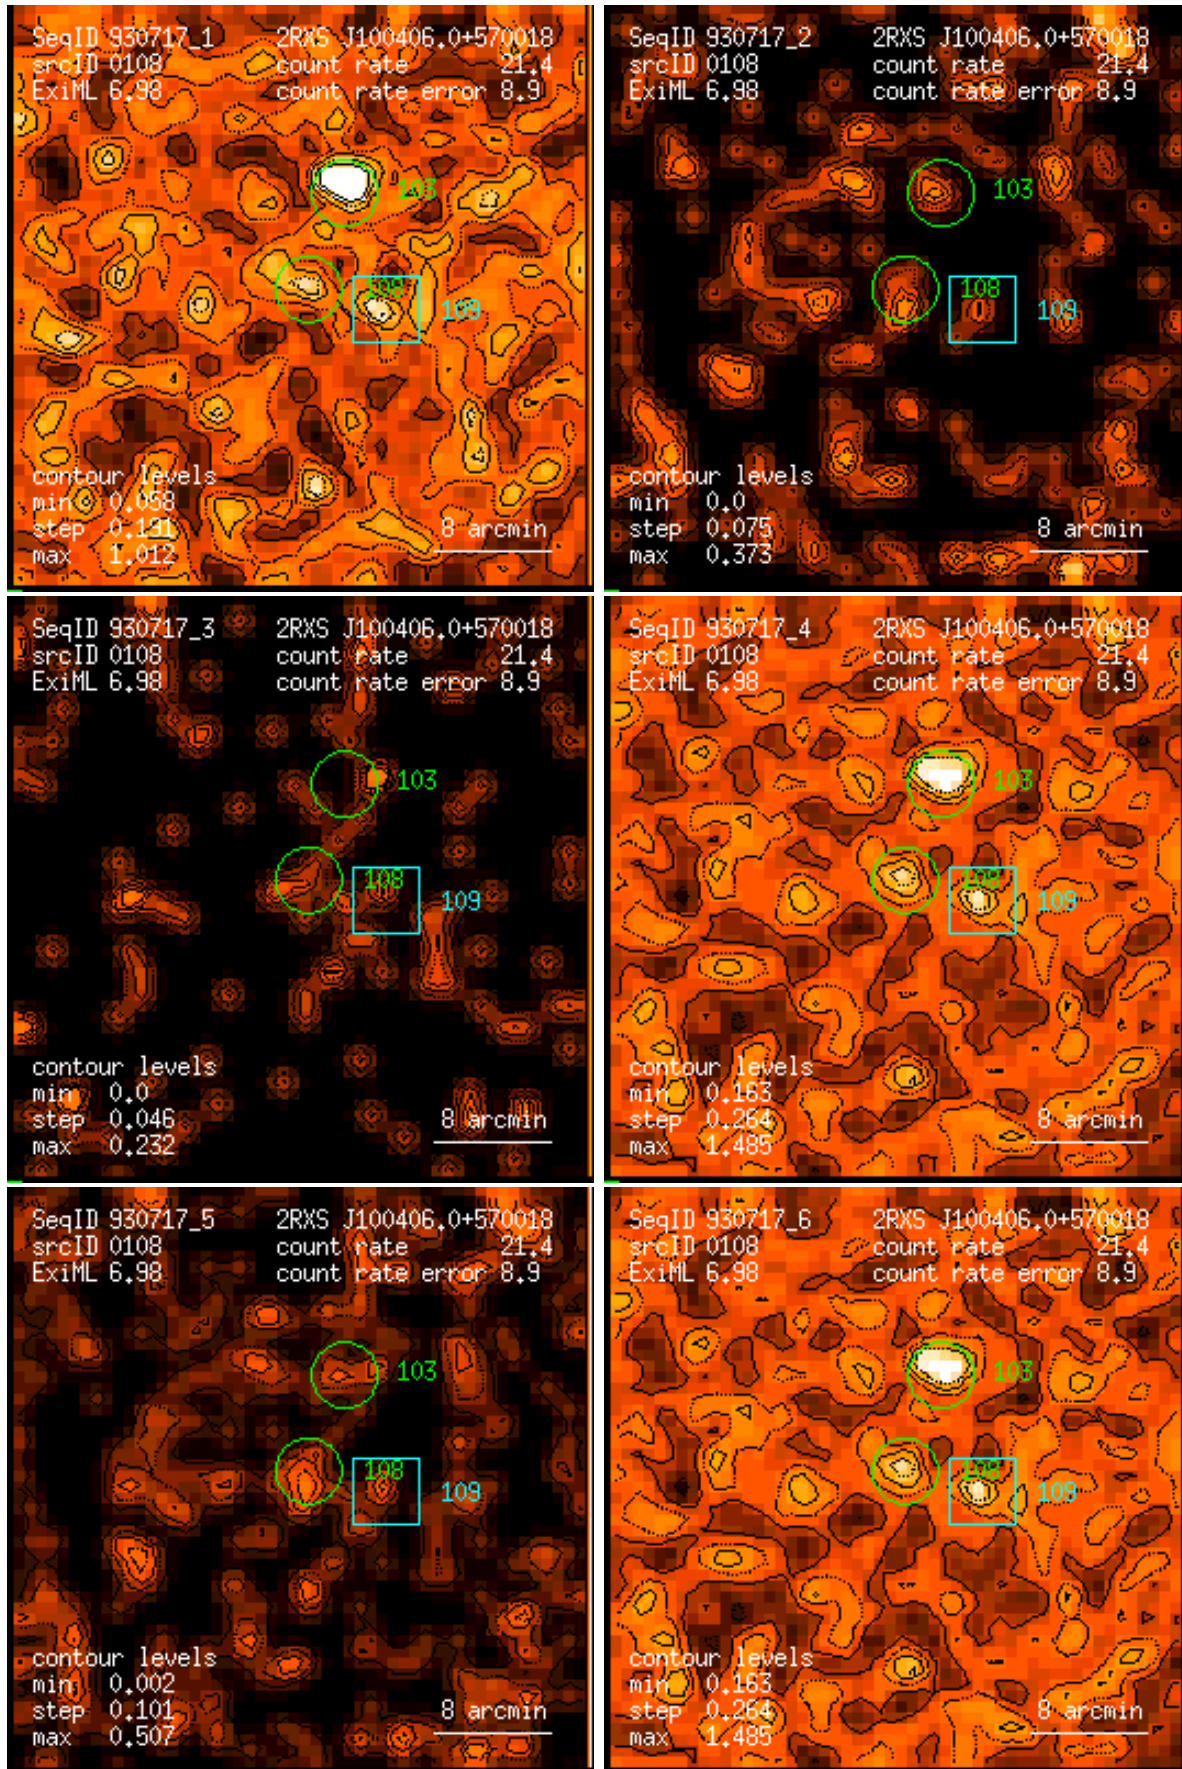 SeqID 930717_1 2RXS J100406.0+570018
srcID 0108 count rate 21.4
ExiML 6.98 count rate error 8.9
103
108
109
contour levels
min 0.058
step 0.191 8 arcmin
max 1.012
SeqID 930717_2 2RXS J100406.0+570018
srcID 0108 count rate 21.4
ExiML 6.98 count rate error 8.9
103
108
109
contour levels
min 0.0
step 0.075 8 arcmin
max 0.373
SeqID 930717_3 2RXS J100406.0+570018
srcID 0108 count rate 21.4
ExiML 6.98 count rate error 8.9
103
108
109
contour levels
min 0.0
step 0.046 8 arcmin
max 0.232
SeqID 930717_4 2RXS J100406.0+570018
srcID 0108 count rate 21.4
ExiML 6.98 count rate error 8.9
103
108
109
contour levels
min 0.163
step 0.264 8 arcmin
max 1.485
SeqID 930717_5 2RXS J100406.0+570018
srcID 0108 count rate 21.4
ExiML 6.98 count rate error 8.9
103
108
109
contour levels
min 0.002
step 0.101 8 arcmin
max 0.507
SeqID 930717_6 2RXS J100406.0+570018
srcID 0108 count rate 21.4
ExiML 6.98 count rate error 8.9
103
108
109
contour levels
min 0.163
step 0.264 8 arcmin
max 1.485